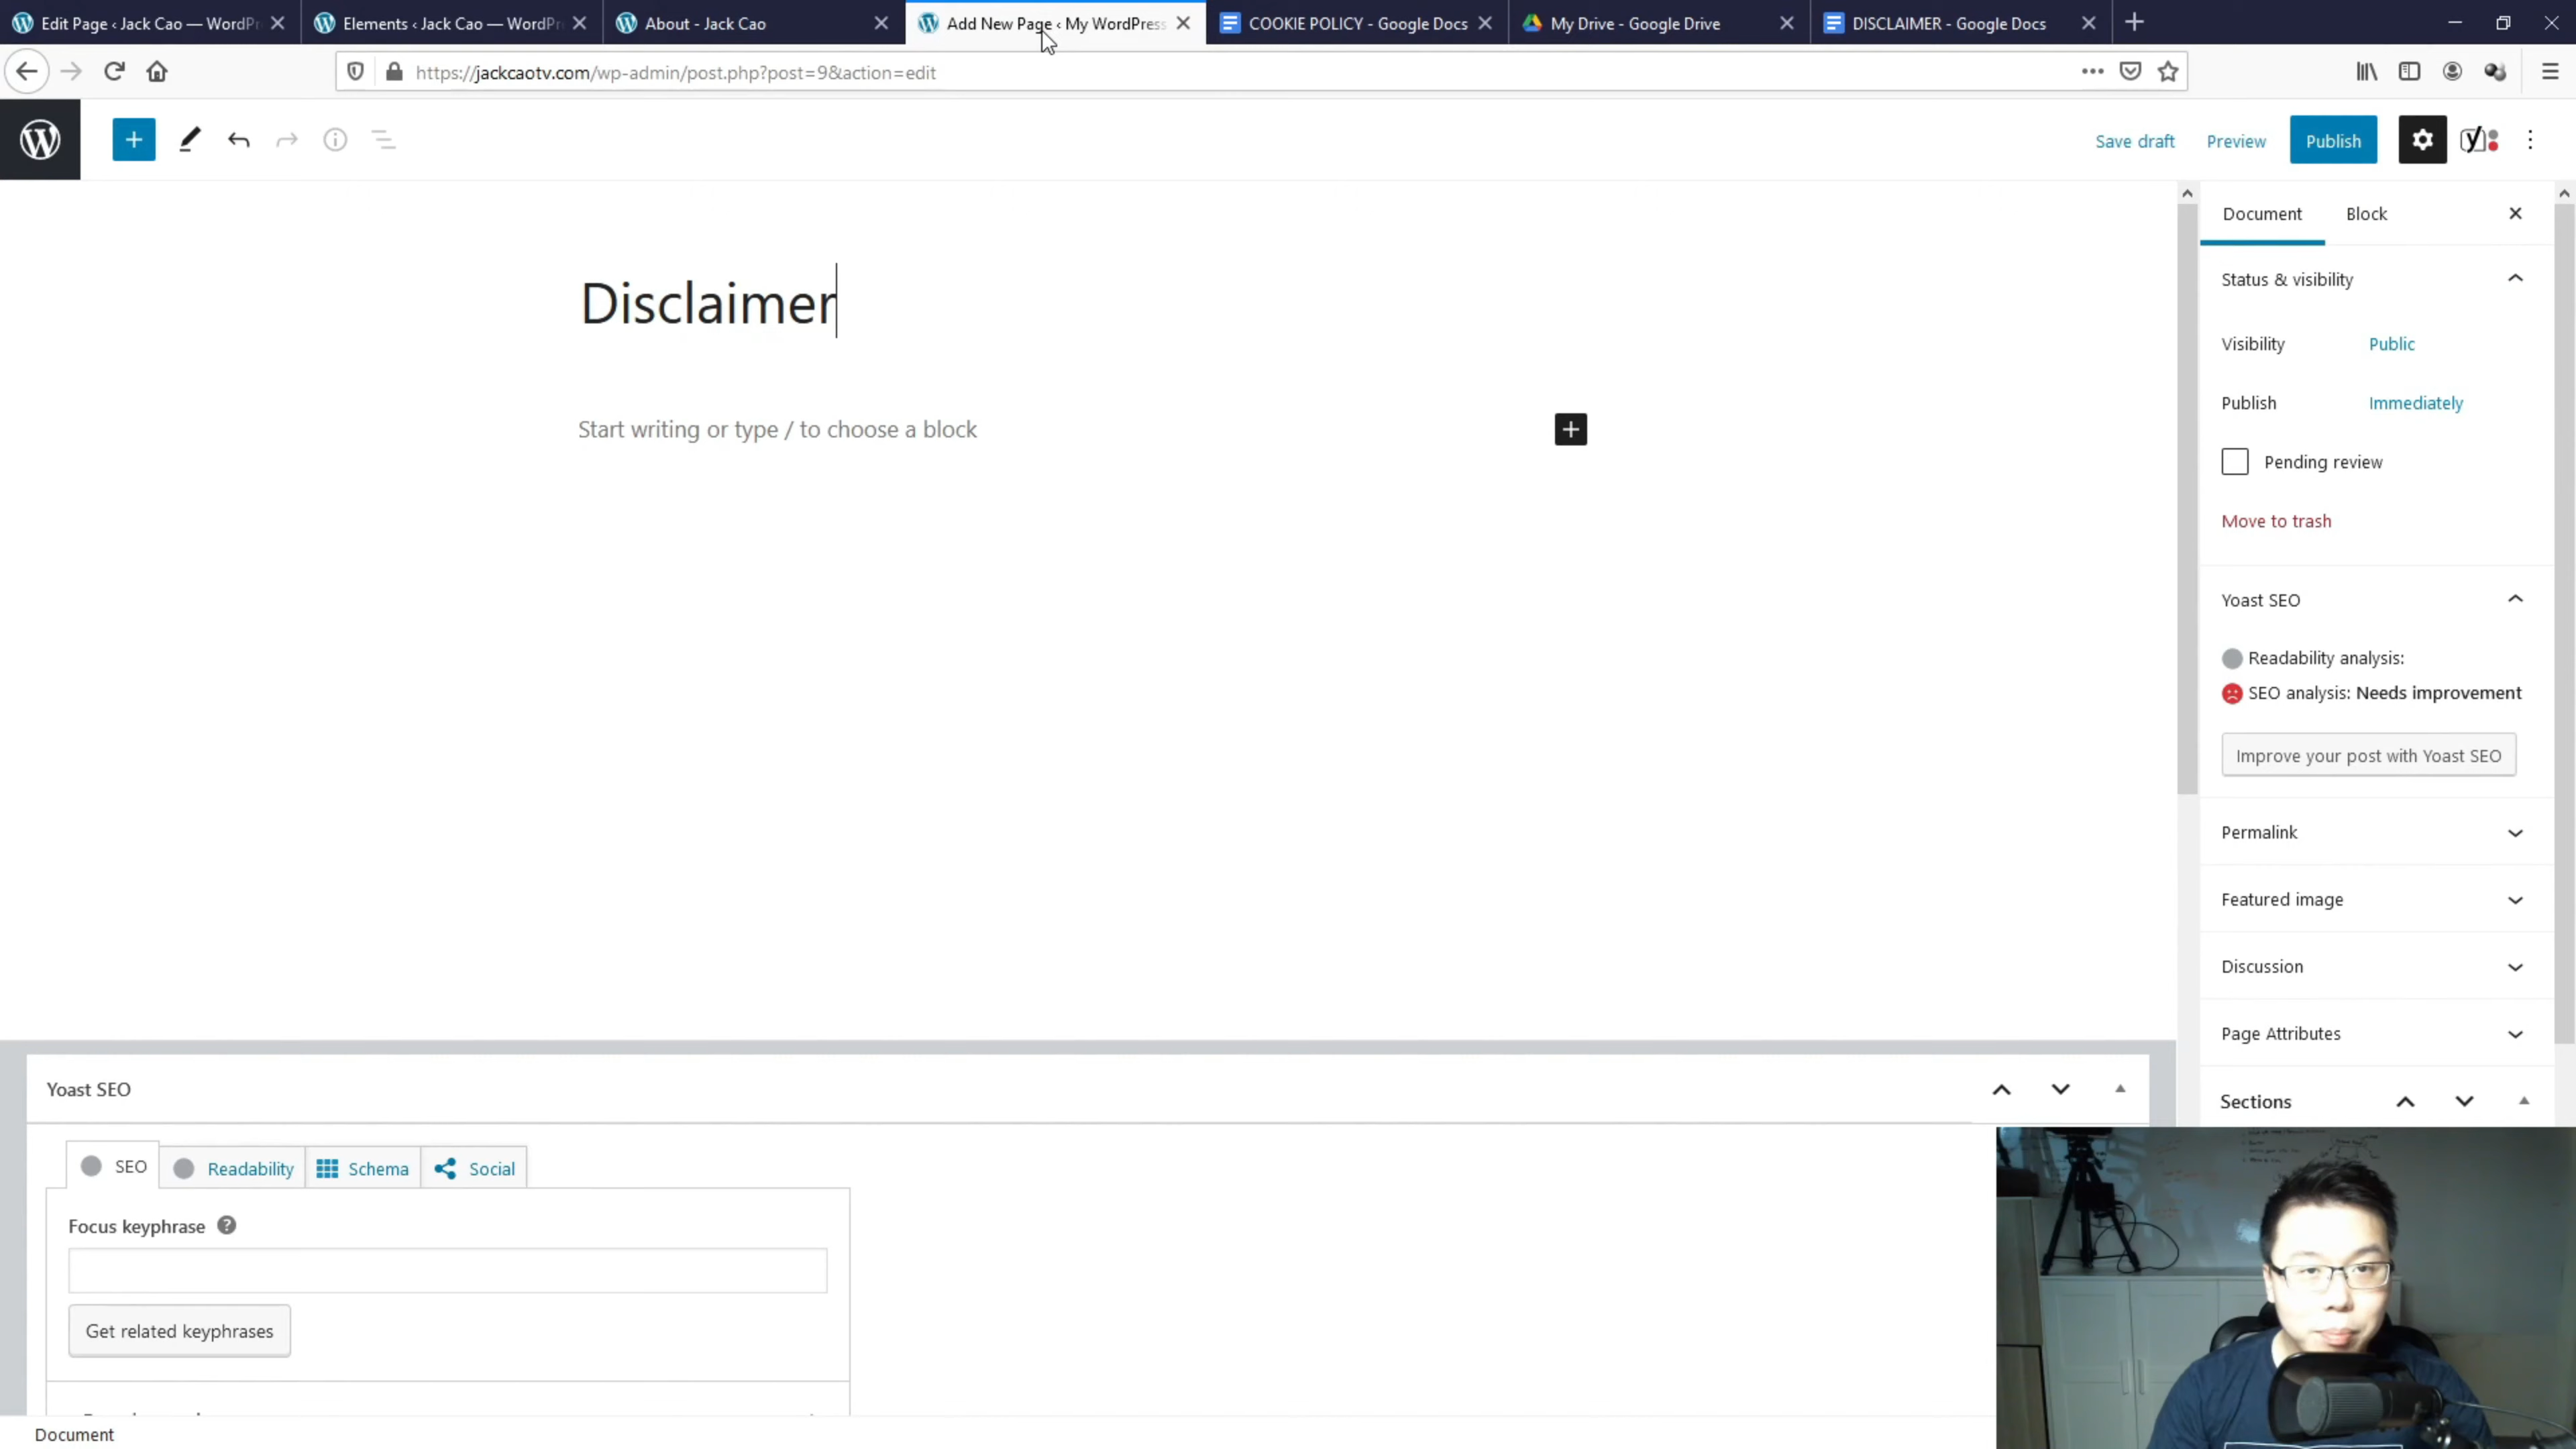 Edit Page ‹ Jack Cao — WordPr
Elements ‹ Jack Cao — WordPr
About - Jack Cao
Add New Page ‹ My WordPress
COOKIE POLICY - Google Docs
My Drive - Google Drive
DISCLAIMER - Google Docs
https://jackcaotv.com/wp-admin/post.php?post=9&action=edit
Save draft
Preview
Publish
Document
Block
Disclaimer
Start writing or type / to choose a block
Status & visibility
Visibility
Public
Publish
Immediately
Pending review
Move to trash
Yoast SEO
Readability analysis:
SEO analysis: Needs improvement
Improve your post with Yoast SEO
Permalink
Featured image
Discussion
Page Attributes
Sections
Yoast SEO
SEO
Readability
Schema
Social
Focus keyphrase
Get related keyphrases
Document